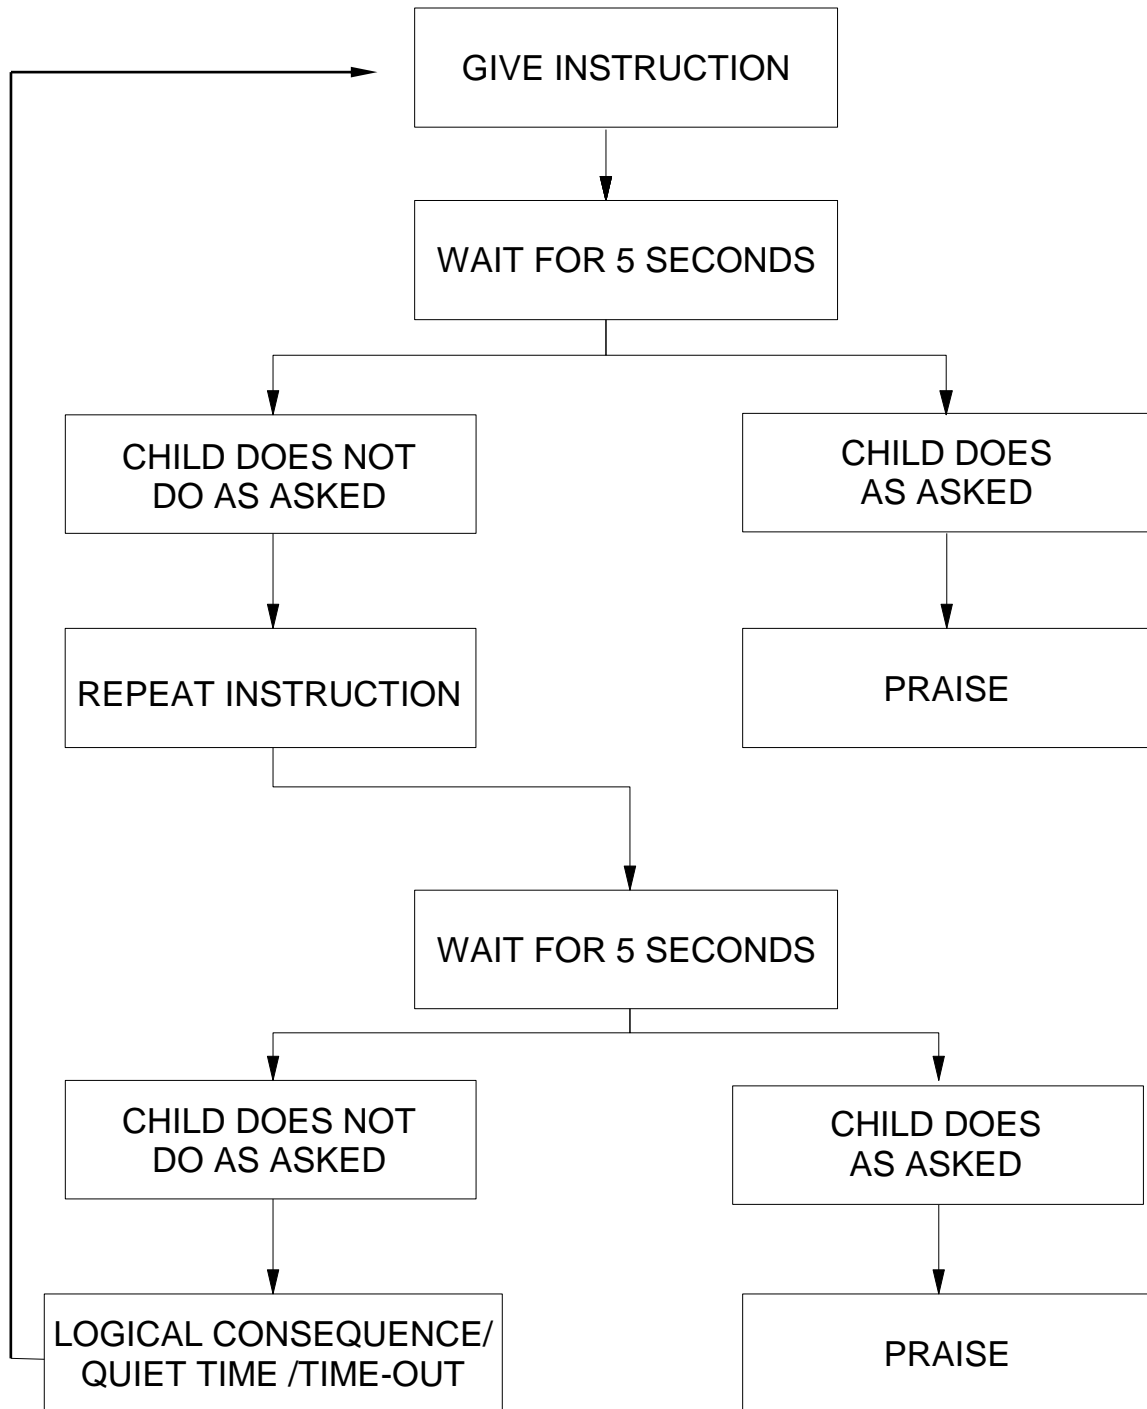 GIVE INSTRUCTION
WAIT FOR 5 SECONDS
CHILD DOES NOT
DO AS ASKED
CHILD DOES
AS ASKED
REPEAT INSTRUCTION
PRAISE
WAIT FOR 5 SECONDS
CHILD DOES NOT
DO AS ASKED
CHILD DOES
AS ASKED
LOGICAL CONSEQUENCE/
QUIET TIME /TIME-OUT
PRAISE